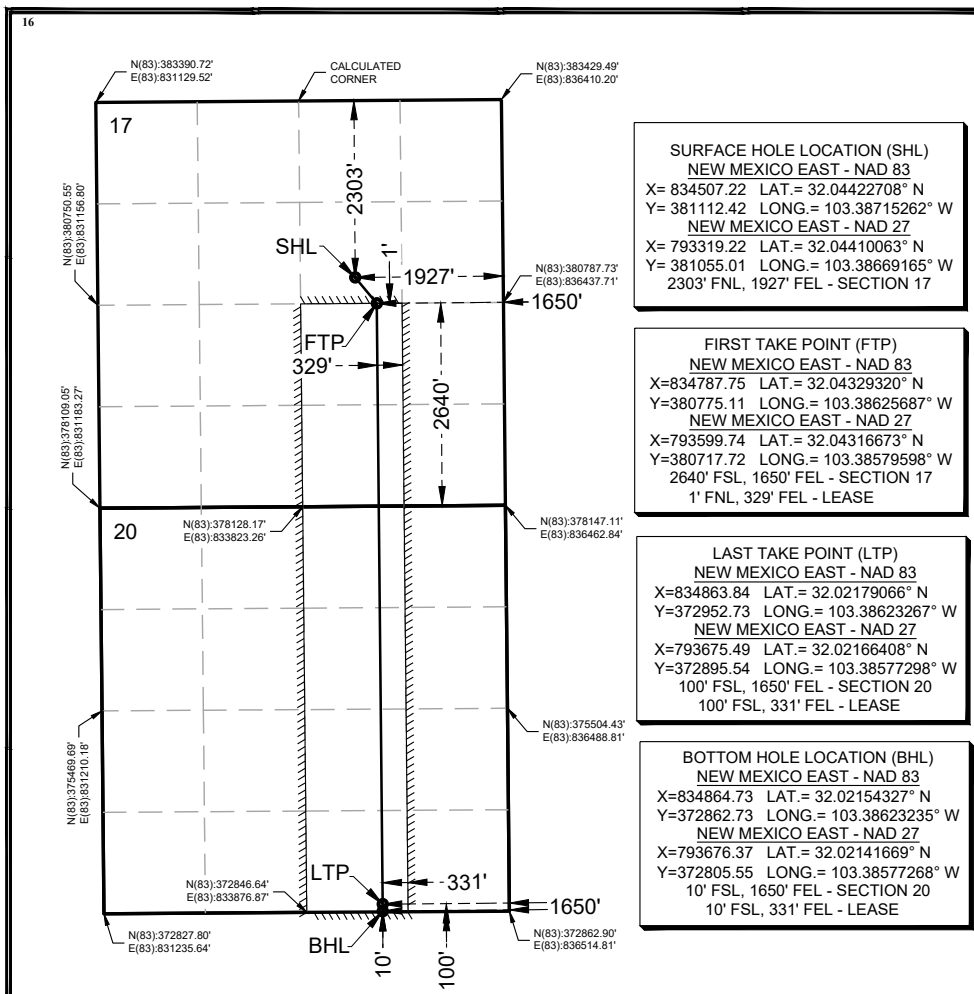 16
N(83):383390.72'
E(83):831129.52'
CALCULATED
CORNER
N(83):383429.49'
E(83):836410.20'
17
2303'
N(83):380750.55'
E(83):831156.80'
SHL
1'
1927'
N(83):380787.73'
E(83):836437.71'
1650'
FTP
329'
2640'
N(83):378109.05'
E(83):831183.27'
20
N(83):378128.17'
E(83):833823.26'
N(83):378147.11'
E(83):836462.84'
N(83):375469.69'
E(83):831210.18'
N(83):375504.43'
E(83):836488.81'
LTP
331'
N(83):372846.64'
E(83):833876.87'
1650'
N(83):372827.80'
E(83):831235.64'
BHL
10'
100'
N(83):372862.90'
E(83):836514.81'
SURFACE HOLE LOCATION (SHL)
NEW MEXICO EAST - NAD 83
X= 834507.22 LAT.= 32.04422708° N
Y= 381112.42 LONG.= 103.38715262° W
NEW MEXICO EAST - NAD 27
X= 793319.22 LAT.= 32.04410063° N
Y= 381055.01 LONG.= 103.38669165° W
2303' FNL, 1927' FEL - SECTION 17
FIRST TAKE POINT (FTP)
NEW MEXICO EAST - NAD 83
X=834787.75 LAT.= 32.04329320° N
Y=380775.11 LONG.= 103.38625687° W
NEW MEXICO EAST - NAD 27
X=793599.74 LAT.= 32.04316673° N
Y=380717.72 LONG.= 103.38579598° W
2640' FSL, 1650' FEL - SECTION 17
1' FNL, 329' FEL - LEASE
LAST TAKE POINT (LTP)
NEW MEXICO EAST - NAD 83
X=834863.84 LAT.= 32.02179066° N
Y=372952.73 LONG.= 103.38623267° W
NEW MEXICO EAST - NAD 27
X=793675.49 LAT.= 32.02166408° N
Y=372895.54 LONG.= 103.38577298° W
100' FSL, 1650' FEL - SECTION 20
100' FSL, 331' FEL - LEASE
BOTTOM HOLE LOCATION (BHL)
NEW MEXICO EAST - NAD 83
X=834864.73 LAT.= 32.02154327° N
Y=372862.73 LONG.= 103.38623235° W
NEW MEXICO EAST - NAD 27
X=793676.37 LAT.= 32.02141669° N
Y=372805.55 LONG.= 103.38577268° W
10' FSL, 1650' FEL - SECTION 20
10' FSL, 331' FEL - LEASE